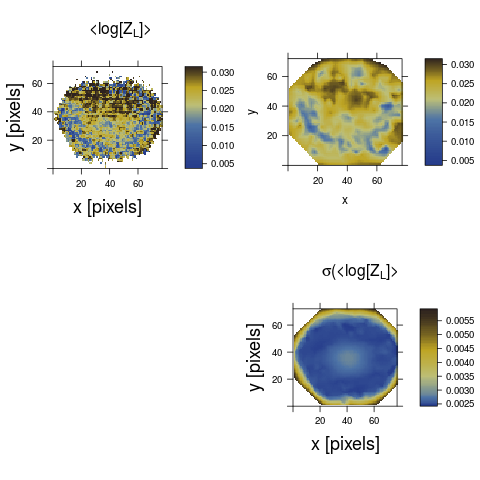 <log[Z_L]>
0.030
0.025
0.020
0.015
0.010
0.005
60
40
20
20 40 60
y [pixels]
x [pixels]
0.030
0.025
0.020
0.015
0.010
0.005
60
40
20
20 40 60
y
x
σ(<log[Z_L]>
0.0055
0.0050
0.0045
0.0040
0.0035
0.0030
0.0025
60
40
20
20 40 60
y [pixels]
x [pixels]